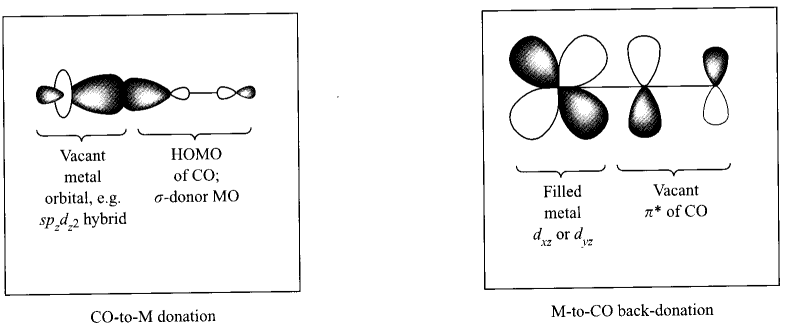 Vacant
metal
orbital, e.g.
sp_z d_z2 hybrid
HOMO
of CO;
σ-donor MO
CO-to-M donation
Filled
metal
d_xz or d_yz
Vacant
π* of CO
M-to-CO back-donation